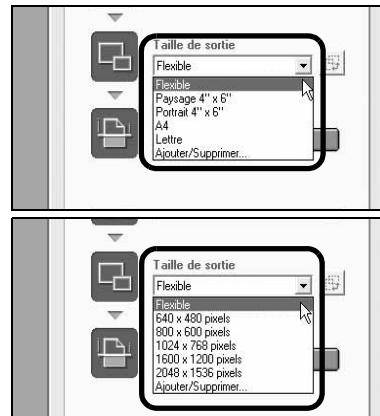 Taille de sortie
Flexible
Flexible
Paysage 4" x 6"
Portrait 4" x 6"
A4
Lettre
Ajouter/Supprimer...
Taille de sortie
Flexible
Flexible
640 x 480 pixels
800 x 600 pixels
1024 x 768 pixels
1600 x 1200 pixels
2048 x 1536 pixels
Ajouter/Supprimer...